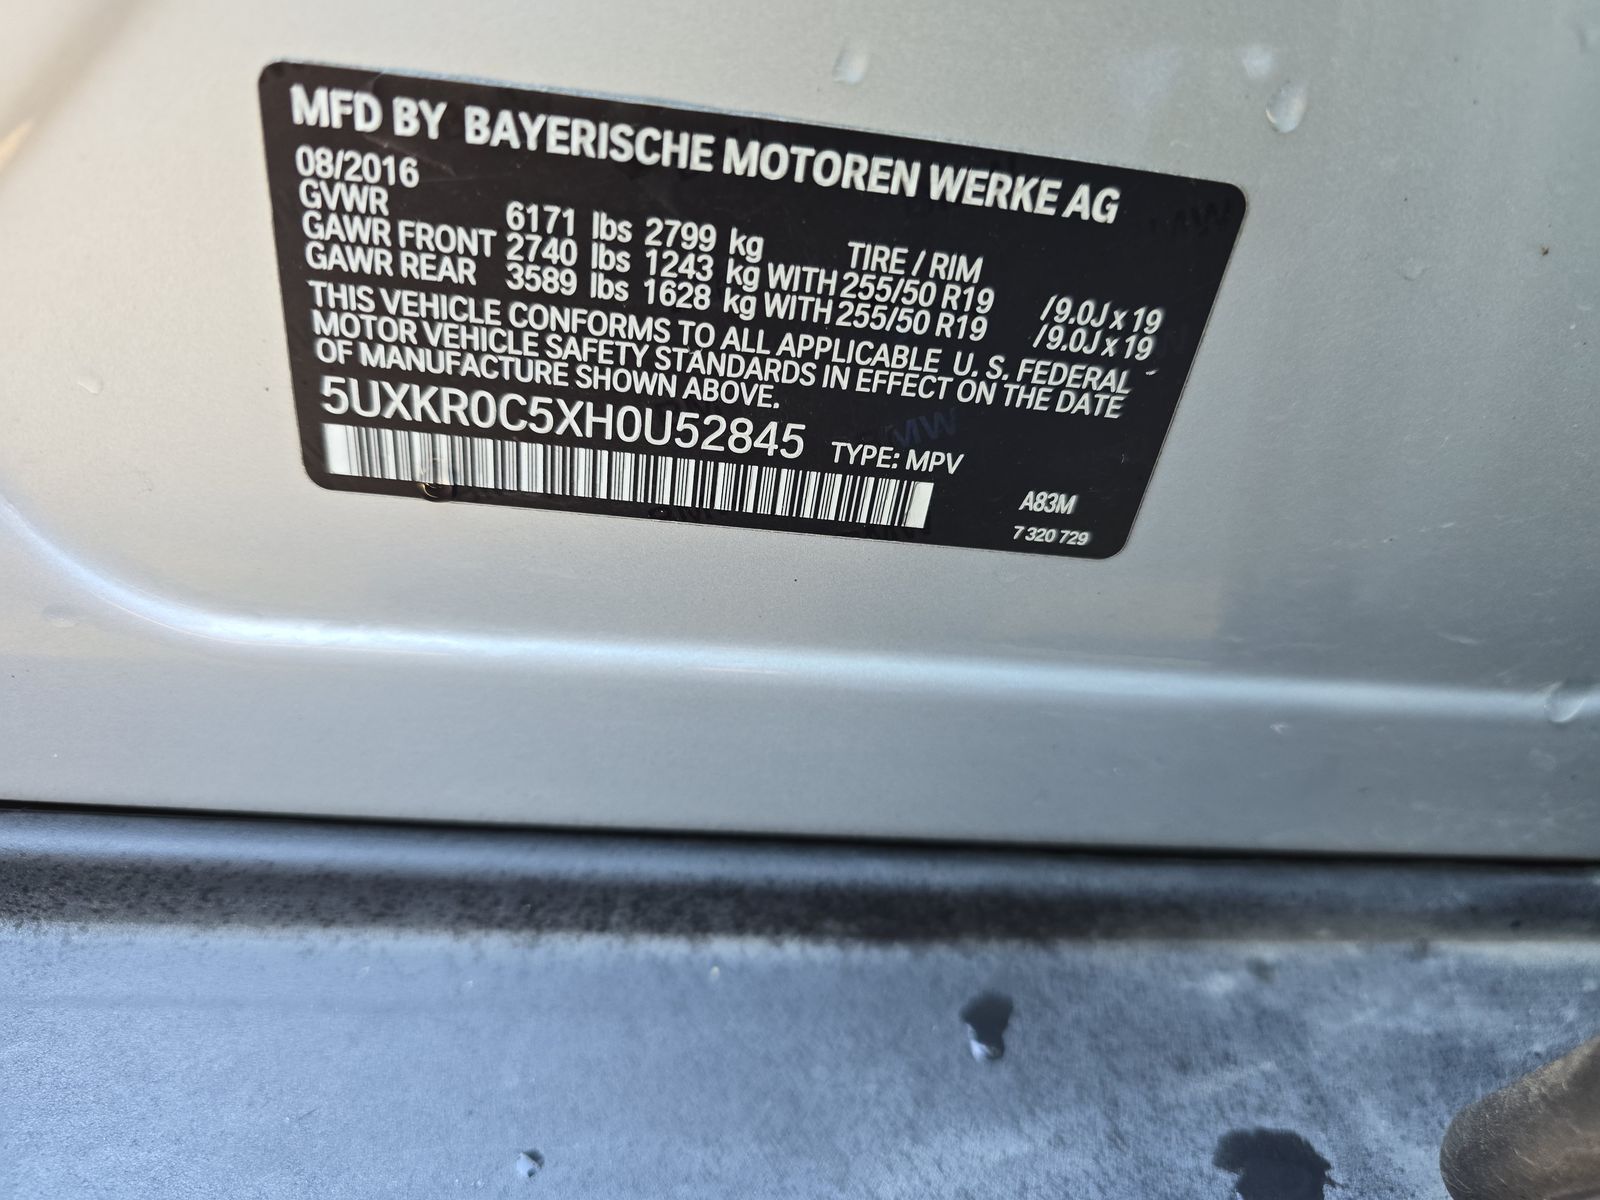 MFD BY BAYERISCHE MOTOREN WERKE AG
08/2016
GVWR 6171 lbs 2799 kg TIRE / RIM
GAWR FRONT 2740 lbs 1243 kg WITH 255/50 R19 /9.0J x 19
GAWR REAR 3589 lbs 1628 kg WITH 255/50 R19 /9.0J x 19
THIS VEHICLE CONFORMS TO ALL APPLICABLE U. S. FEDERAL
MOTOR VEHICLE SAFETY STANDARDS IN EFFECT ON THE DATE
OF MANUFACTURE SHOWN ABOVE.
5UXKR0C5XH0U52845 TYPE: MPV
A83M
7 320 729